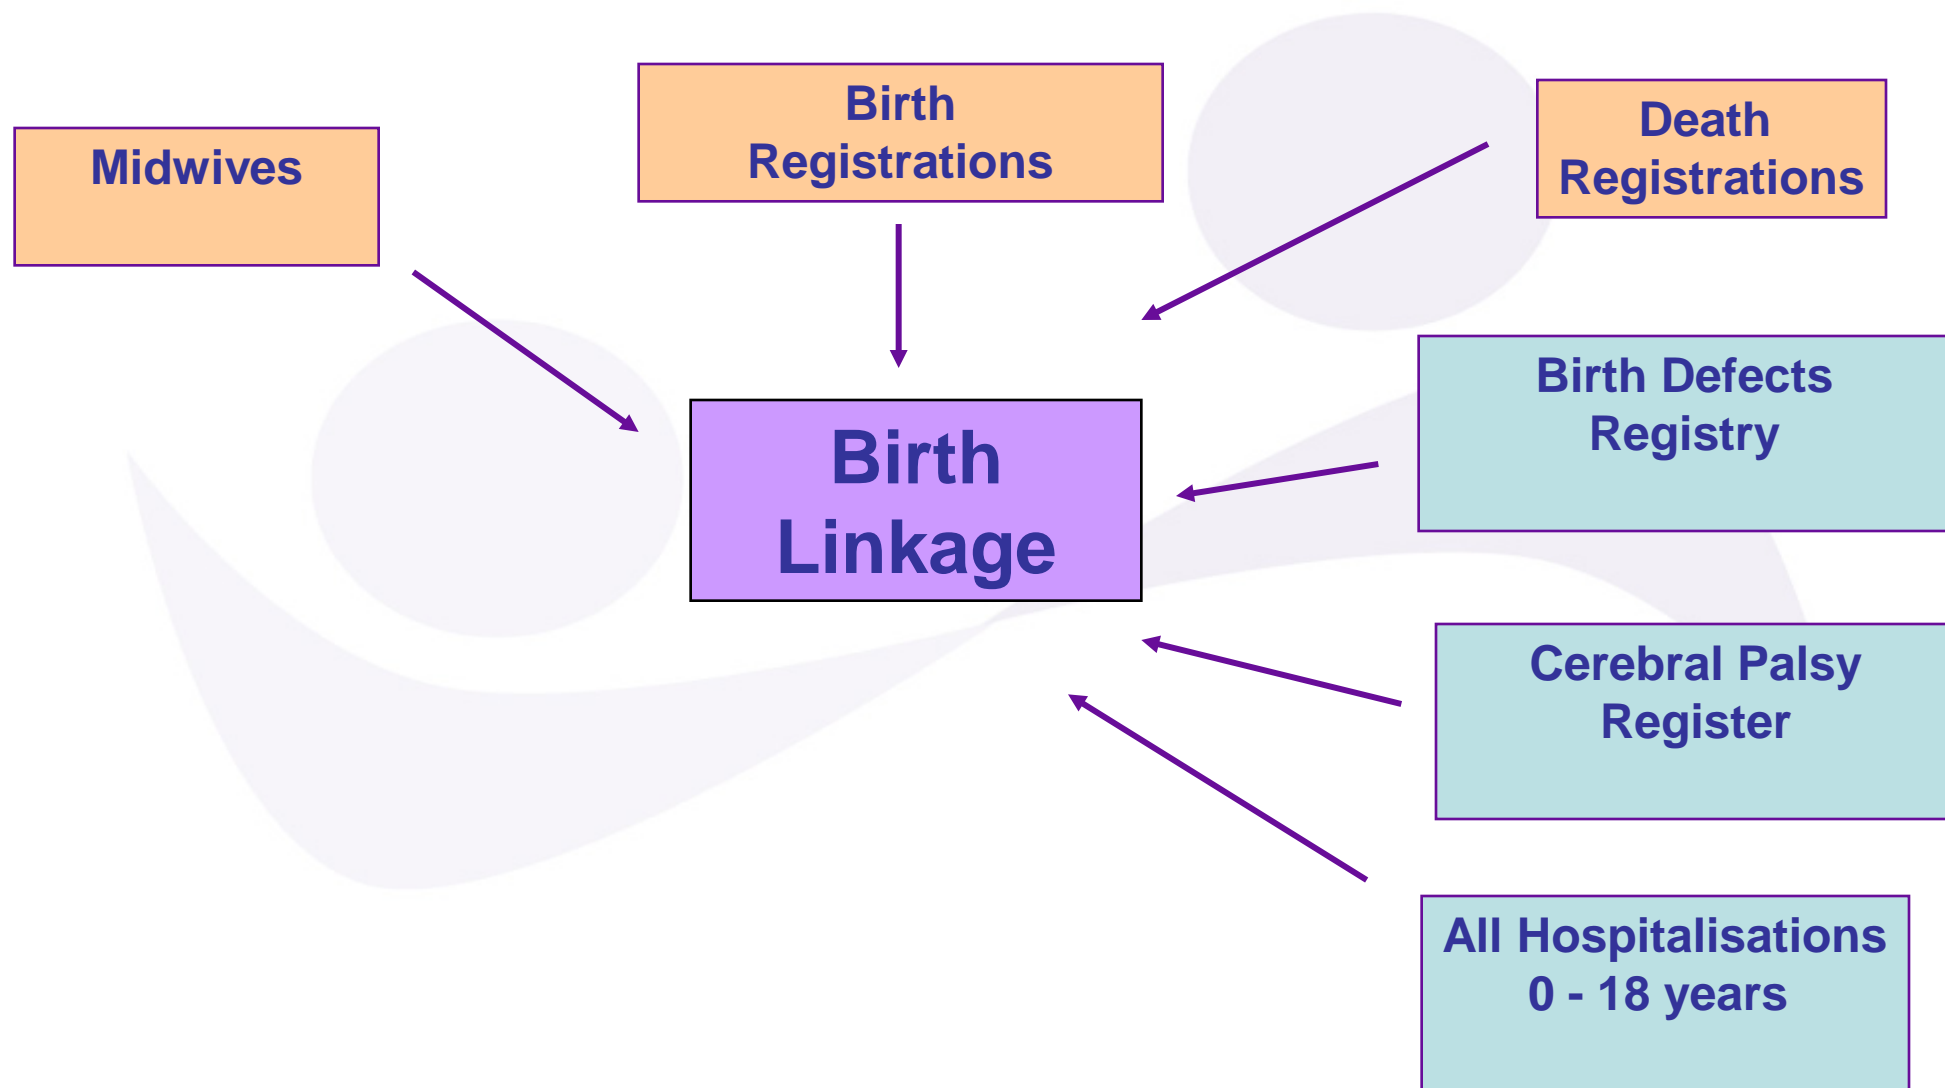 Midwives
Birth
Registrations
Death
Registrations
Birth
Linkage
Birth Defects
Registry
Cerebral Palsy
Register
All Hospitalisations
0 - 18 years